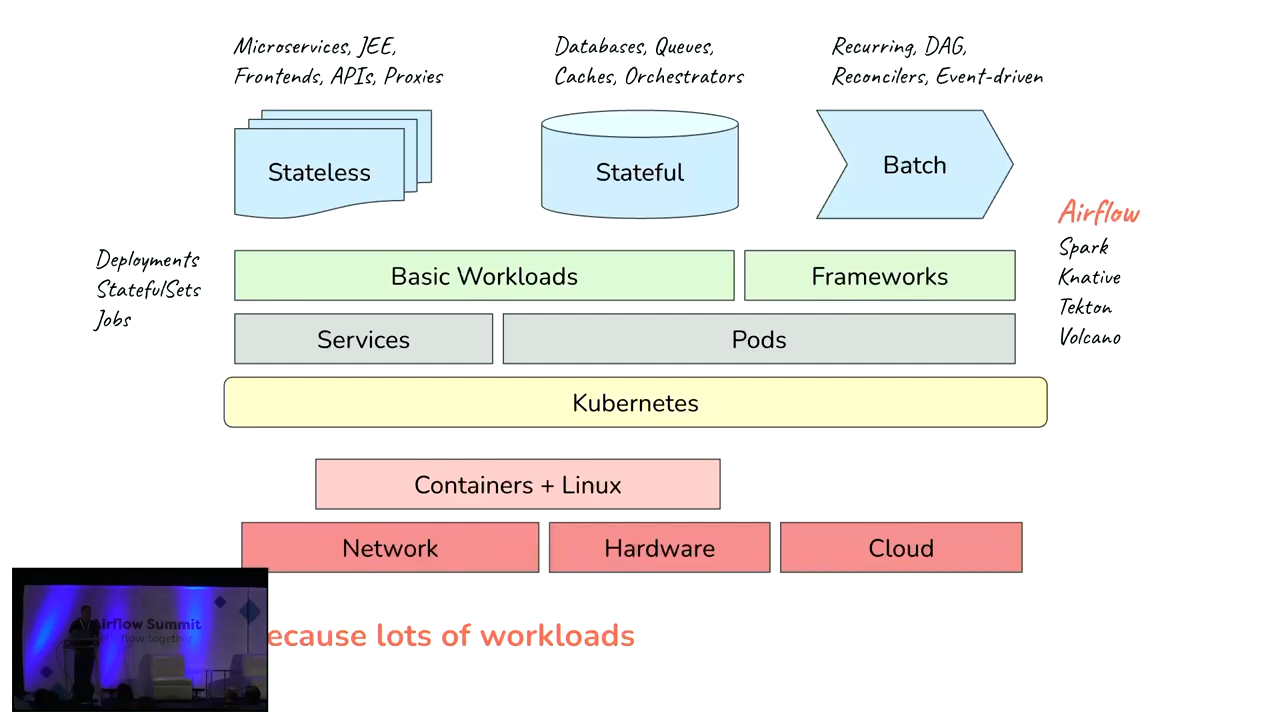 Microservices, JEE,
Frontends, APIs, Proxies
Databases, Queues,
Caches, Orchestrators
Recurring, DAG,
Reconcilers, Event-driven
Stateless
Stateful
Batch
Airflow
Spark
Knative
Tekton
Volcano
Deployments
StatefulSets
Jobs
Basic Workloads
Frameworks
Services
Pods
Kubernetes
Containers + Linux
Network
Hardware
Cloud
ecause lots of workloads
Airflow Summit
flow together